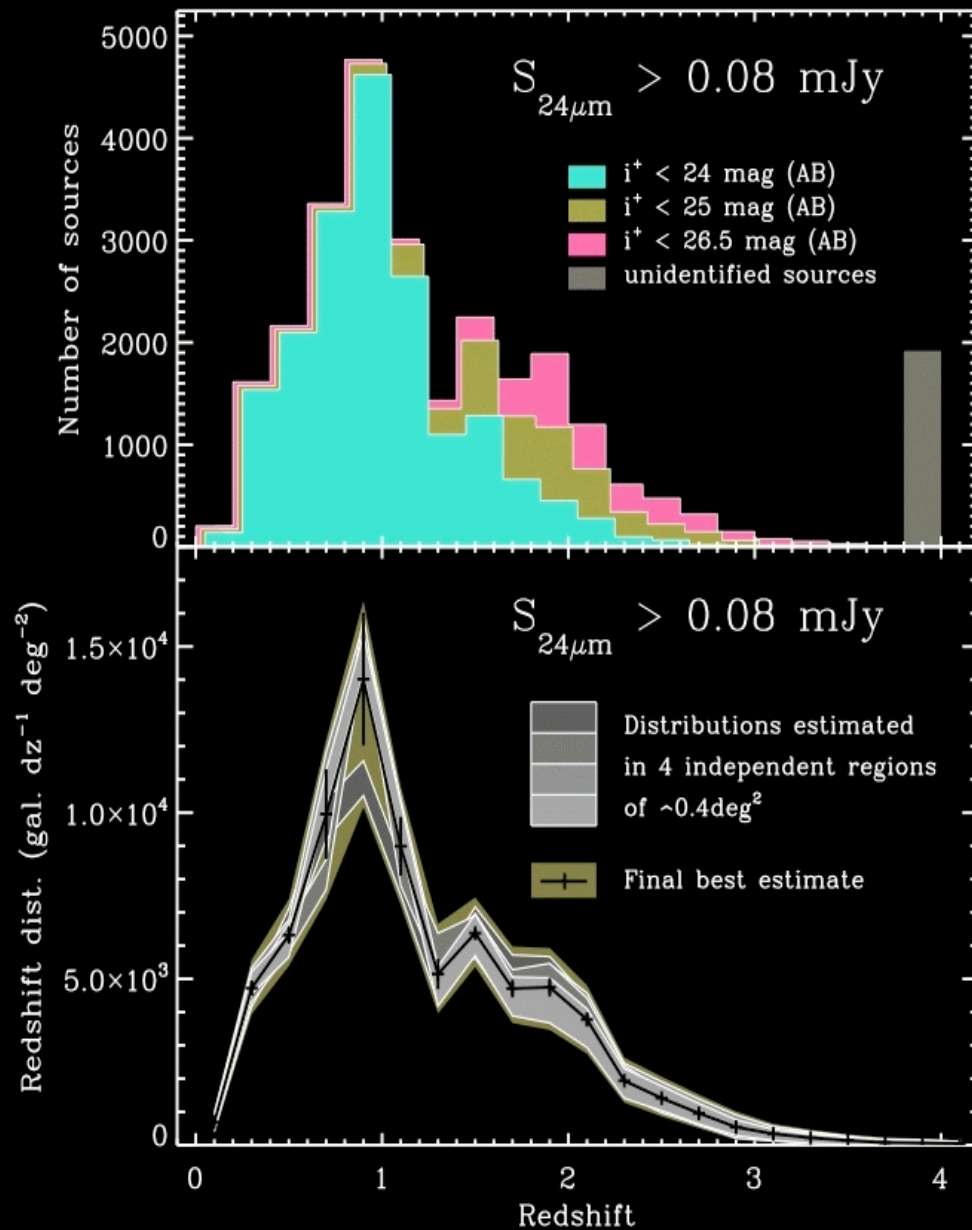 5000
4000
3000
2000
1000
0
Number of sources
S24μm > 0.08 mJy
i+ < 24 mag (AB)
i+ < 25 mag (AB)
i+ < 26.5 mag (AB)
unidentified sources
1.5×10⁴
1.0×10⁴
5.0×10³
0
Redshift dist. (gal. dz⁻¹ deg⁻²)
S24μm > 0.08 mJy
Distributions estimated
in 4 independent regions
of ~0.4deg²
Final best estimate
0 1 2 3 4
Redshift